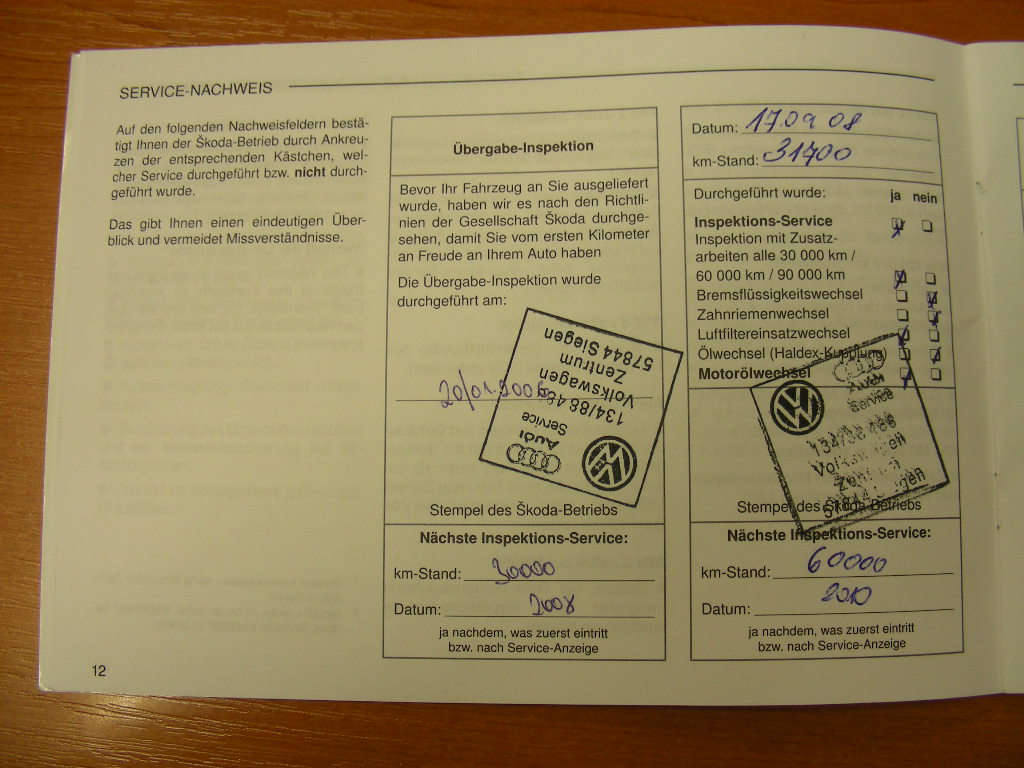 SERVICE-NACHWEIS
Auf den folgenden Nachweisfeldern bestä-
tigt Ihnen der Škoda-Betrieb durch Ankreu-
zen der entsprechenden Kästchen, wel-
cher Service durchgeführt bzw. nicht durch-
geführt wurde.
Das gibt Ihnen einen eindeutigen Über-
blick und vermeidet Missverständnisse.
12
Übergabe-Inspektion
Bevor Ihr Fahrzeug an Sie ausgeliefert
wurde, haben wir es nach den Richtli-
nien der Gesellschaft Škoda durchge-
sehen, damit Sie vom ersten Kilometer
an Freude an Ihrem Auto haben
Die Übergabe-Inspektion wurde
durchgeführt am:
20/01.2006
Audi
Service
134/88 48
Volkswagen
Zentrum
57844 Siegen
Stempel des Škoda-Betriebs
Nächste Inspektions-Service:
km-Stand: 30000
Datum: 2008
ja nachdem, was zuerst eintritt
bzw. nach Service-Anzeige
Datum: 17.09 08
km-Stand: 31700
Durchgeführt wurde: ja nein
Inspektions-Service
Inspektion mit Zusatz-
arbeiten alle 30 000 km /
60 000 km / 90 000 km
Bremsflüssigkeitswechsel
Zahnriemenwechsel
Luftfiltereinsatzwechsel
Ölwechsel (Haldex-Kupplung)
Motorölwechsel
Audi
Service
Stempel des Škoda-Betriebs
Nächste Inspektions-Service:
km-Stand: 60000
Datum: 2010
ja nachdem, was zuerst eintritt
bzw. nach Service-Anzeige